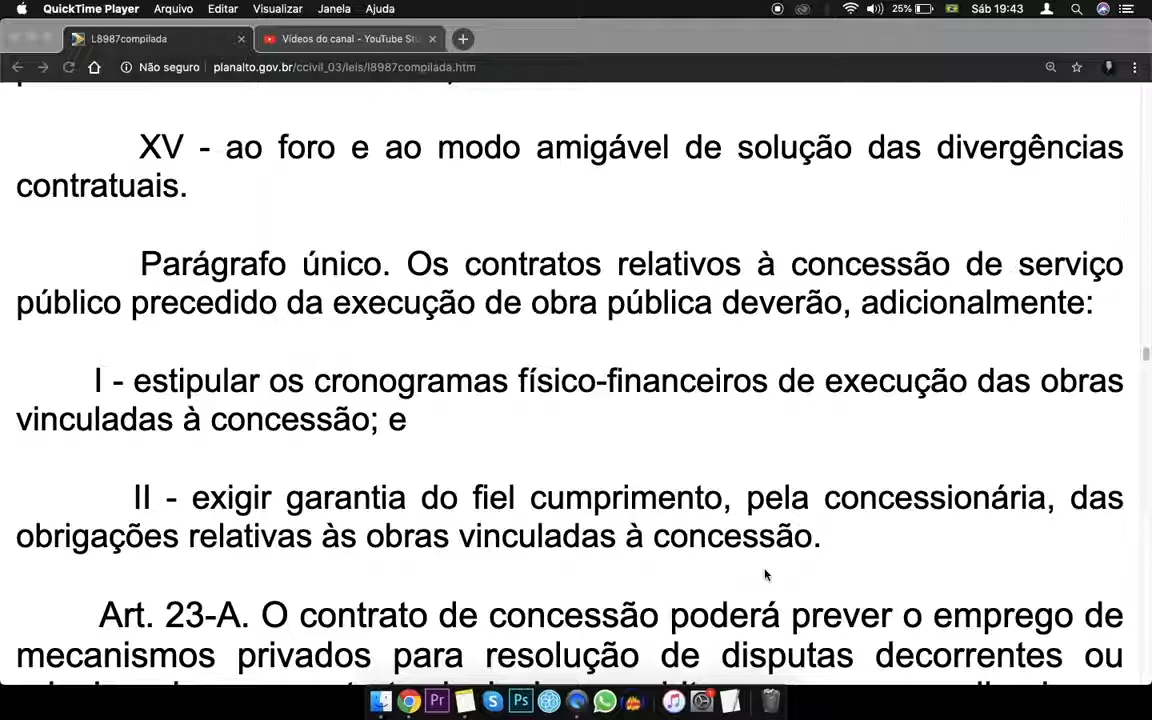 QuickTime Player Arquivo Editar Visualizar Janela Ajuda 25% Sáb 19:43
L8987compilada Vídeos do canal - YouTube St
Não seguro planalto.gov.br/ccivil_03/leis/l8987compilada.htm
XV - ao foro e ao modo amigável de solução das divergências
contratuais.
Parágrafo único. Os contratos relativos à concessão de serviço
público precedido da execução de obra pública deverão, adicionalmente:
I - estipular os cronogramas físico-financeiros de execução das obras
vinculadas à concessão; e
II - exigir garantia do fiel cumprimento, pela concessionária, das
obrigações relativas às obras vinculadas à concessão.
Art. 23-A. O contrato de concessão poderá prever o emprego de
mecanismos privados para resolução de disputas decorrentes ou
Pr Ps